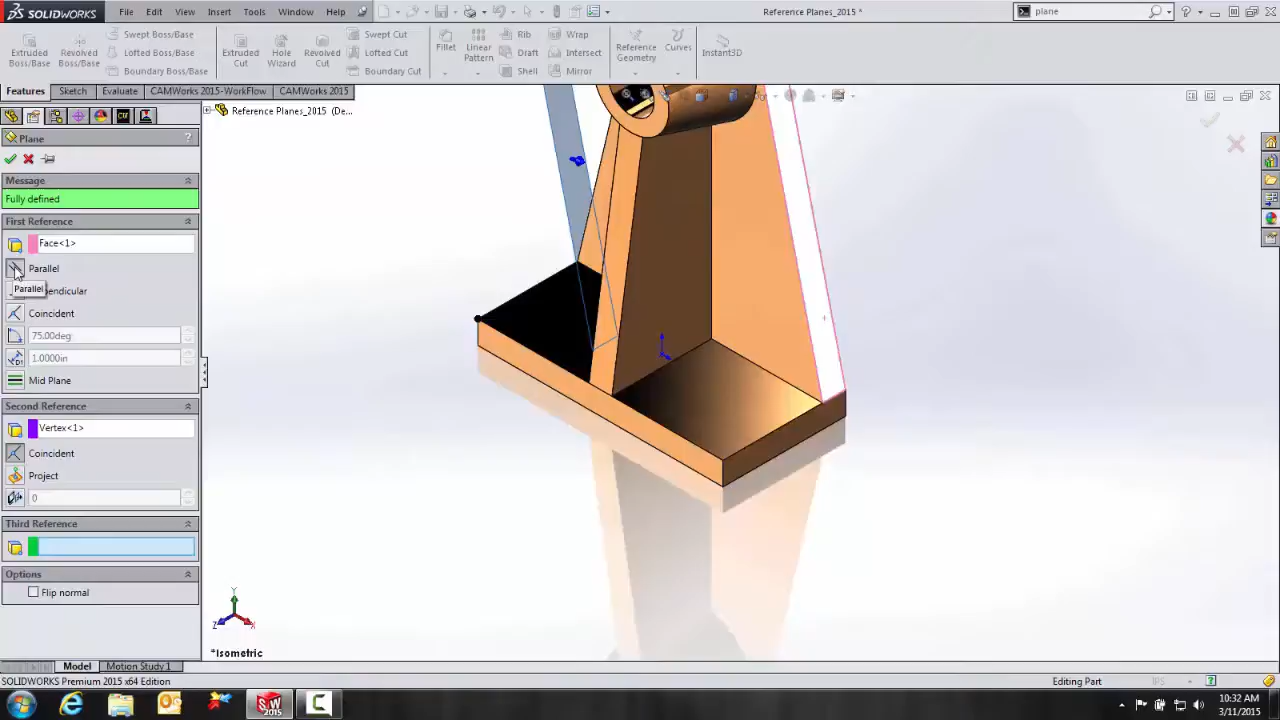 SOLIDWORKS File Edit View Insert Tools Window Help Reference Planes_2015 * plane
Extruded Boss/Base
Revolved Boss/Base
Swept Boss/Base
Lofted Boss/Base
Boundary Boss/Base
Extruded Cut
Hole Wizard
Revolved Cut
Swept Cut
Lofted Cut
Boundary Cut
Fillet
Linear Pattern
Rib
Draft
Shell
Wrap
Intersect
Mirror
Reference Geometry
Curves
Instant3D
Features Sketch Evaluate CAMWorks 2015-WorkFlow CAMWorks 2015
Reference Planes_2015 (De...
Plane ?
Message
Fully defined
First Reference
Face<1>
Parallel
Parallel
endicular
Coincident
75.00deg
1.0000in
Mid Plane
Second Reference
Vertex<1>
Coincident
Project
0
Third Reference
Options
Flip normal
Y
Z X
*Isometric
Model Motion Study 1
SOLIDWORKS Premium 2015 x64 Edition Editing Part IPS
SW 2015
10:32 AM
3/11/2015